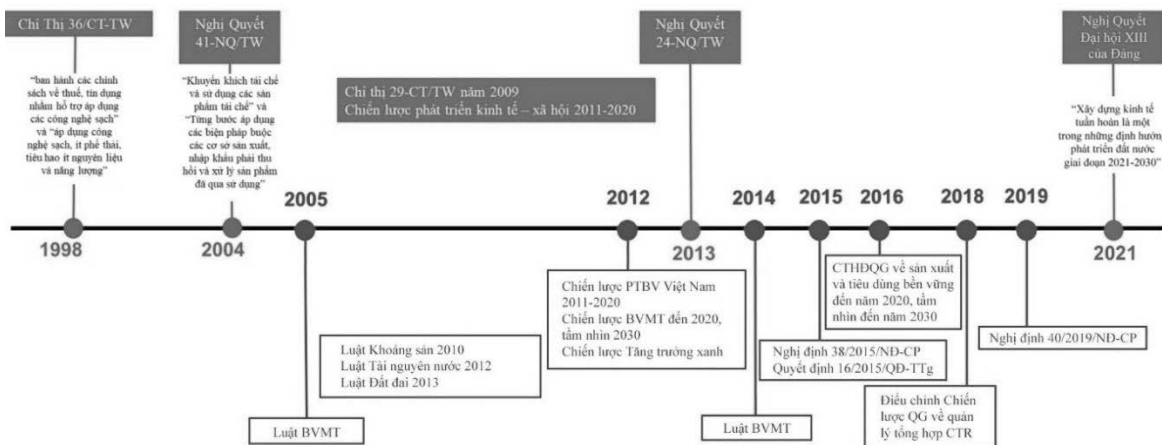 Chỉ Thị 36/CT-TW
"ban hành các chính
sách về thuế, tín dụng
nhằm hỗ trợ áp dụng
các công nghệ sạch"
và "áp dụng công
nghệ sạch, ít phế thải,
tiêu hao ít nguyên liệu
và năng lượng"
Nghị Quyết
41-NQ/TW
"Khuyến khích tái chế
và sử dụng các sản
phẩm tái chế" và
"Từng bước áp dụng
các biện pháp buộc
các cơ sở sản xuất,
nhập khẩu phải thu
hồi và xử lý sản phẩm
đã qua sử dụng"
Chỉ thị 29-CT/TW năm 2009
Chiến lược phát triển kinh tế – xã hội 2011-2020
Nghị Quyết
24-NQ/TW
Nghị Quyết
Đại hội XIII
của Đảng
"Xây dựng kinh tế
tuần hoàn là một
trong những định hướng
phát triển đất nước
giai đoạn 2021-2030"
2005
2012
2014
2015
2016
2018
2019
1998
2004
2013
2021
Luật BVMT
Luật Khoáng sản 2010
Luật Tài nguyên nước 2012
Luật Đất đai 2013
Chiến lược PTBV Việt Nam
2011-2020
Chiến lược BVMT đến 2020,
tầm nhìn 2030
Chiến lược Tăng trưởng xanh
Luật BVMT
Nghị định 38/2015/NĐ-CP
Quyết định 16/2015/QĐ-TTg
CTHĐQG về sản xuất
và tiêu dùng bền vững
đến năm 2020, tầm
nhìn đến năm 2030
Điều chỉnh Chiến
lược QG về quản
lý tổng hợp CTR
Nghị định 40/2019/NĐ-CP